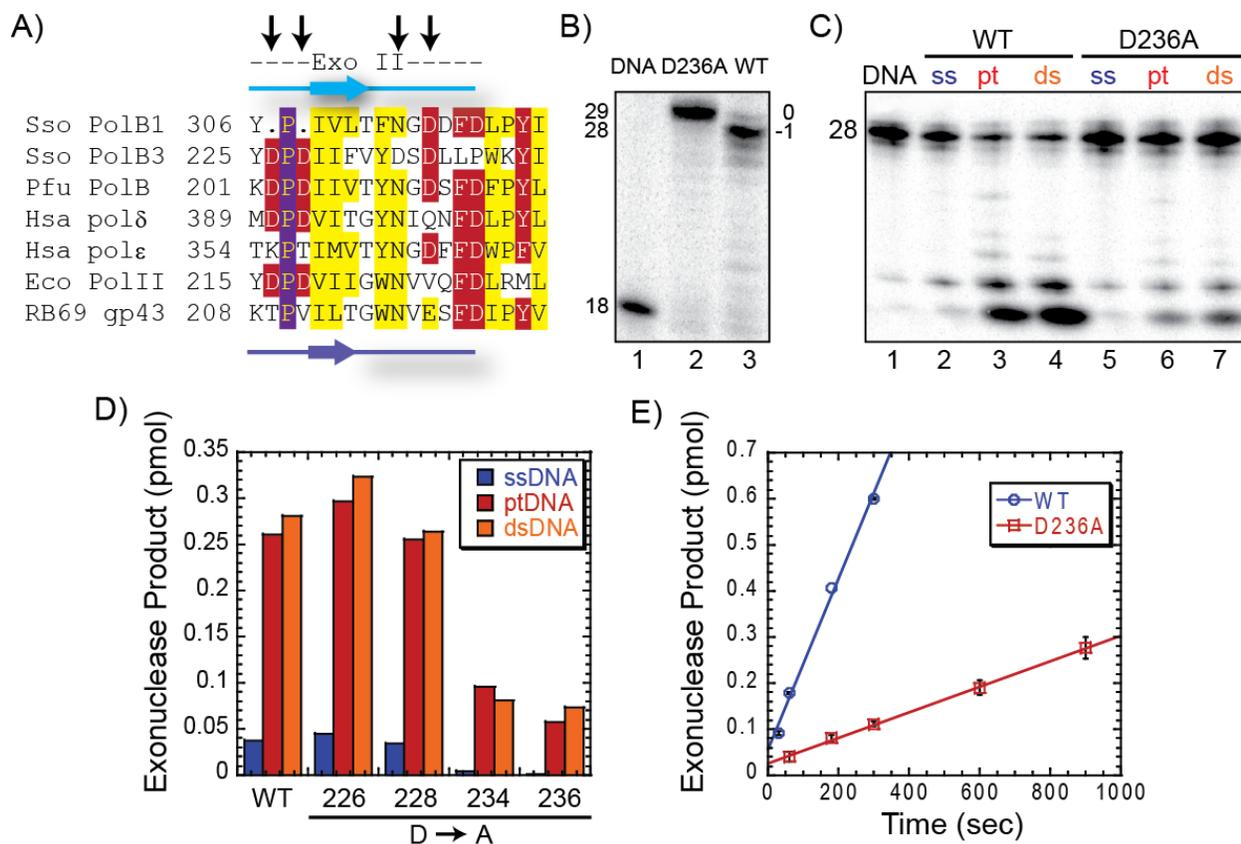 A)
----Exo II-----
Sso PolB1 306 Y.P.IVLTFNGDDFDLPYI
Sso PolB3 225 YDPDIIFVYDSDLLPWKYI
Pfu PolB 201 KDPDIIVTYNGDSFDFPYL
Hsa polδ 389 MDPDVITGYNIQNFDLPYL
Hsa polε 354 TKPTIMVTYNGDFFDWPFV
Eco PolII 215 YDPDVIIGWNVVQFDLRML
RB69 gp43 208 KTPVILTGWNVESFDIPYV
B)
DNA D236A WT
29 0
28 -1
18
1 2 3
C)
WT D236A
DNA ss pt ds ss pt ds
28
1 2 3 4 5 6 7
D)
Exonuclease Product (pmol)
0.35
0.3
0.25
0.2
0.15
0.1
0.05
0
ssDNA
ptDNA
dsDNA
WT 226 228 234 236
D → A
E)
Exonuclease Product (pmol)
0.7
0.6
0.5
0.4
0.3
0.2
0.1
0
WT
D236A
0 200 400 600 800 1000
Time (sec)